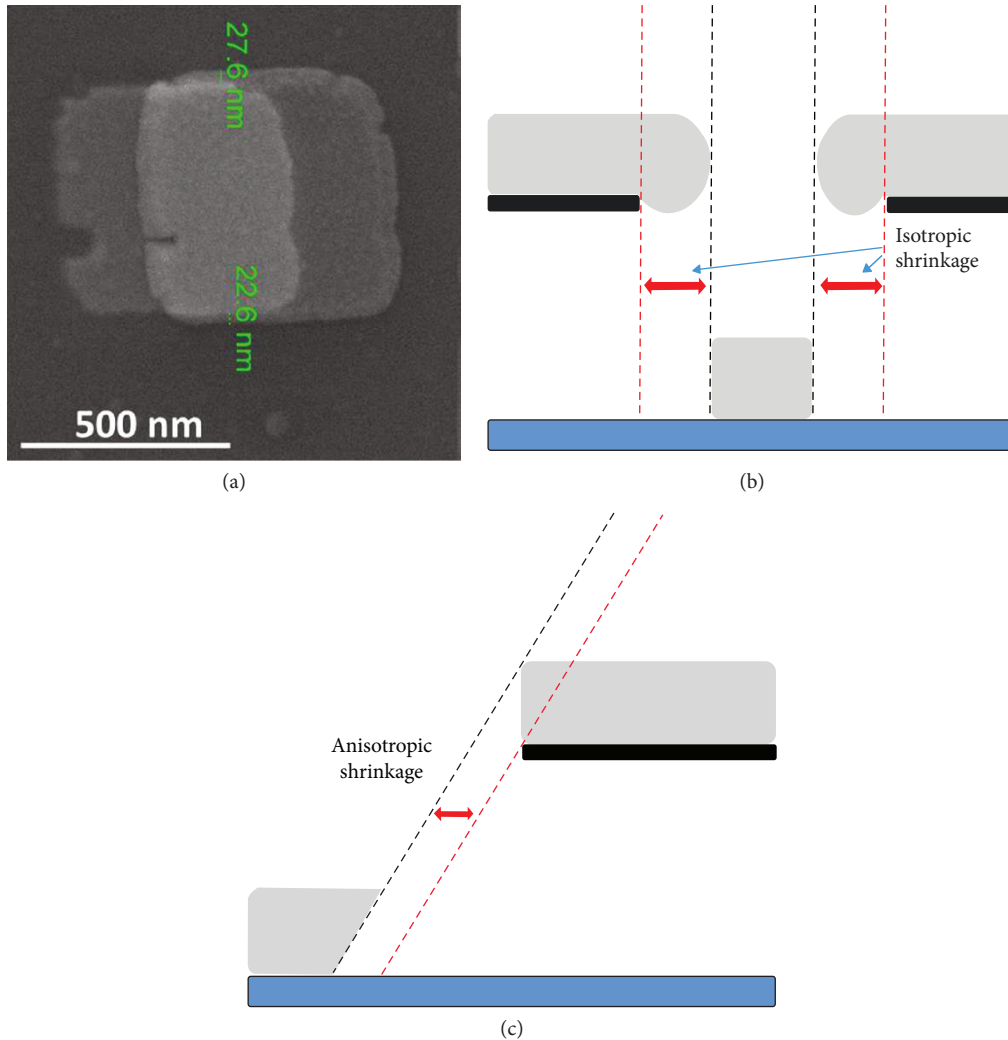 27.6 nm
22.6 nm
500 nm
(a)
Isotropic
shrinkage
(b)
Anisotropic
shrinkage
(c)